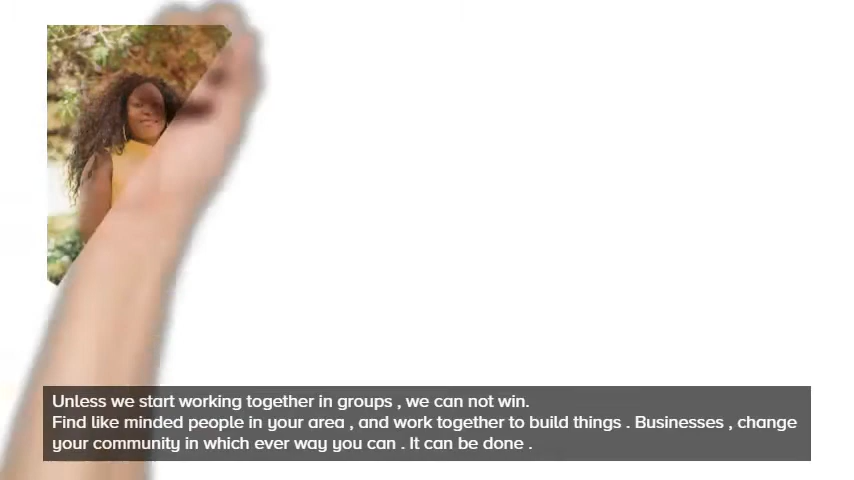 Unless we start working together in groups , we can not win.
Find like minded people in your area , and work together to build things . Businesses , change
your community in which ever way you can . It can be done .